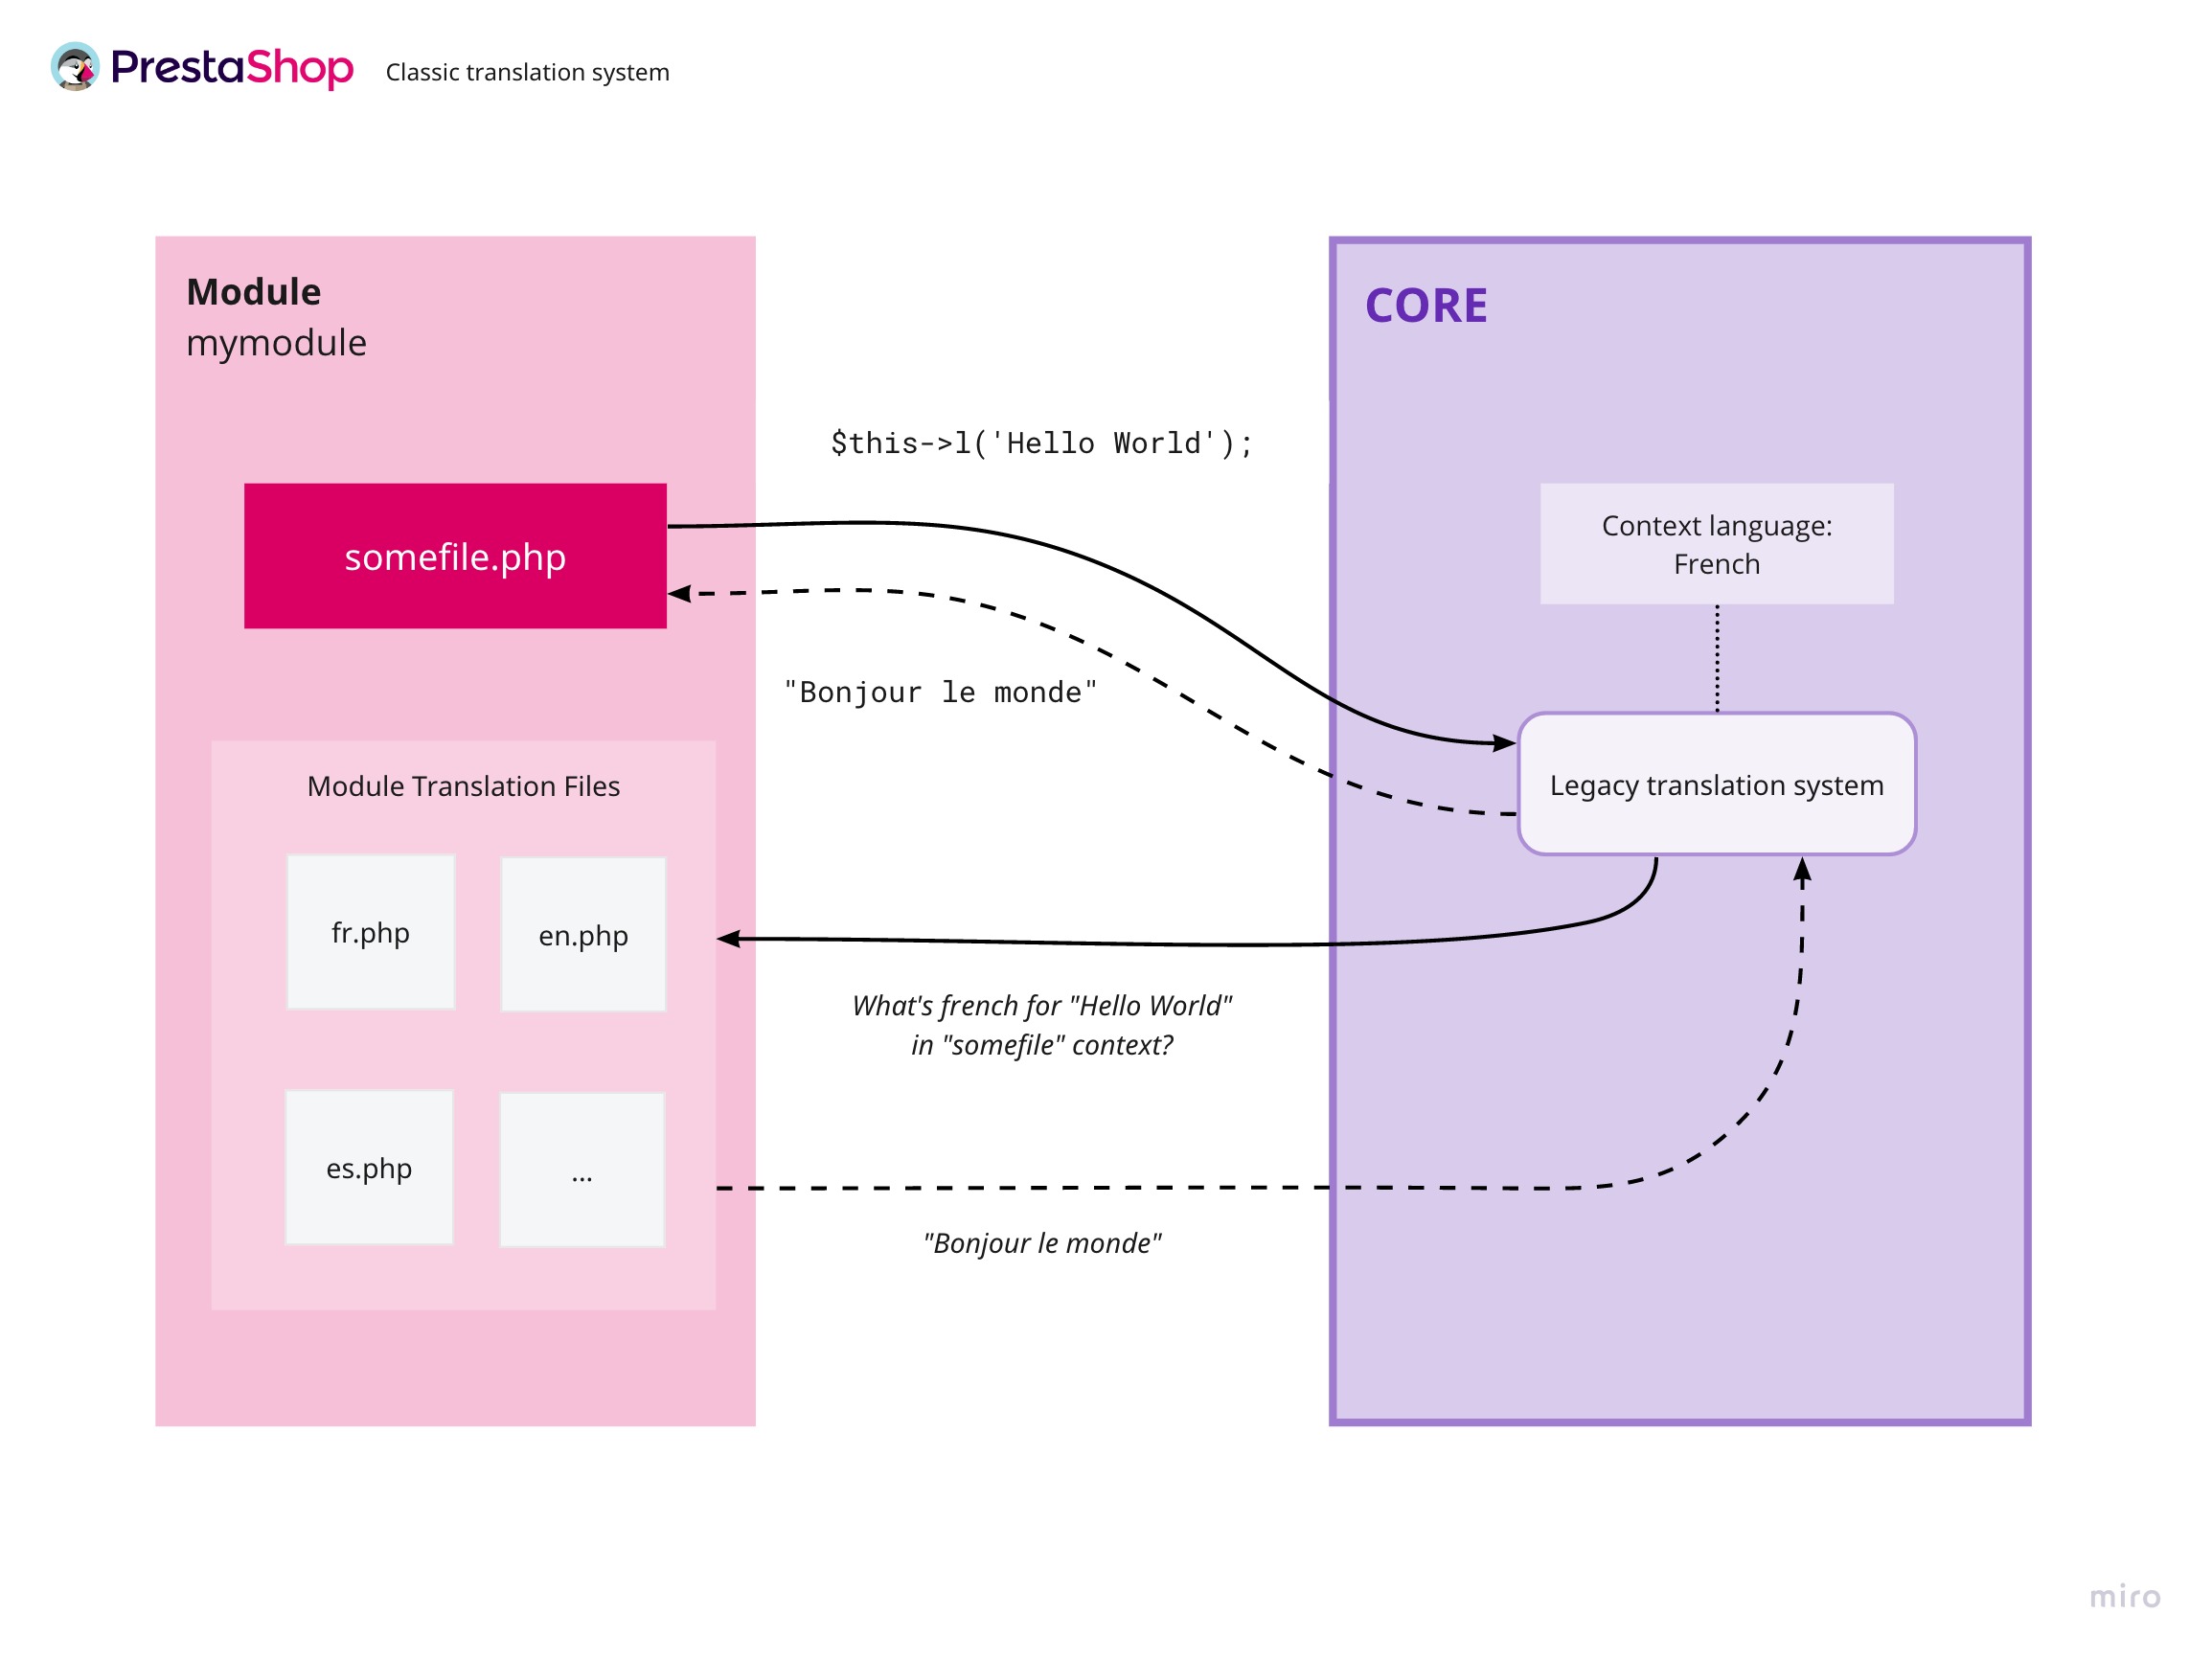 PrestaShop
Classic translation system
Module
mymodule
CORE
$this->l('Hello World');
somefile.php
Context language:
French
"Bonjour le monde"
Legacy translation system
Module Translation Files
fr.php
en.php
What's french for "Hello World"
in "somefile" context?
es.php
...
"Bonjour le monde"
miro